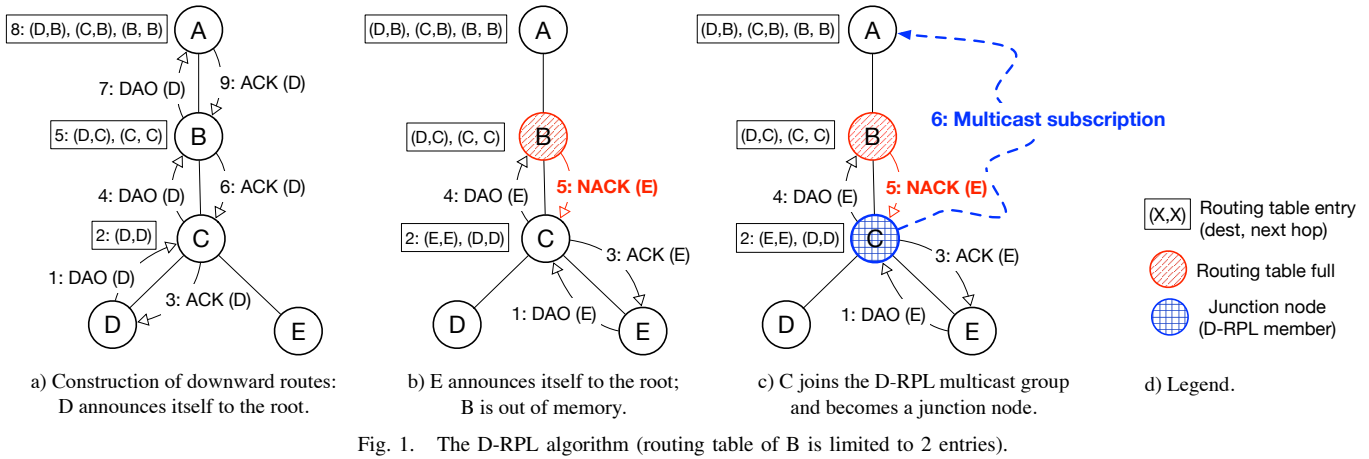 8: (D,B), (C,B), (B, B)
A
7: DAO (D)
9: ACK (D)
5: (D,C), (C, C)
B
4: DAO (D)
6: ACK (D)
2: (D,D)
C
1: DAO (D)
3: ACK (D)
D
E
a) Construction of downward routes:
D announces itself to the root.
(D,B), (C,B), (B, B)
A
(D,C), (C, C)
B
4: DAO (E)
5: NACK (E)
2: (E,E), (D,D)
C
3: ACK (E)
1: DAO (E)
D
E
b) E announces itself to the root;
B is out of memory.
(D,B), (C,B), (B, B)
A
6: Multicast subscription
(D,C), (C, C)
B
4: DAO (E)
5: NACK (E)
2: (E,E), (D,D)
C
3: ACK (E)
1: DAO (E)
D
E
c) C joins the D-RPL multicast group
and becomes a junction node.
(X,X)
Routing table entry
(dest, next hop)
Routing table full
Junction node
(D-RPL member)
d) Legend.
Fig. 1. The D-RPL algorithm (routing table of B is limited to 2 entries).